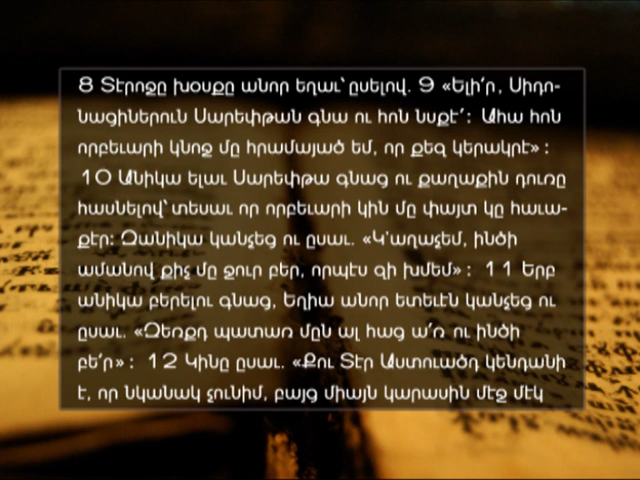 8 Տէրոջը խօսքը անոր եղաւ՝ ըսելով. 9 «Ելի՛ր, Սիդո-
նացիներուն Սարեփթան գնա ու հոն նսքէ՛: Ահա հոն
որբեւարի կնոջ մը հրամայած եմ, որ քեզ կերակրէ»:
10 Անիկա ելաւ Սարեփթա գնաց ու քաղաքին դուռը
հասնելով՝ տեսաւ որ որբեւարի կին մը փայտ կը հաւա-
քէր: Զանիկա կանչեց ու ըսաւ. «Կ՚աղաչեմ, ինծի
ամանով քիչ մը ջուր բեր, որպէս զի խմեմ»: 11 Երբ
անիկա բերելու գնաց, Եղիա անոր ետեւէն կանչեց ու
ըսաւ. «Ձեռքդ պատառ մըն ալ հաց ա՛ռ ու ինծի
բե՛ր»: 12 Կինը ըսաւ. «Քու Տէր Աստուածդ կենդանի
է, որ նկանակ չունիմ, բայց միայն կարասին մէջ մէկ